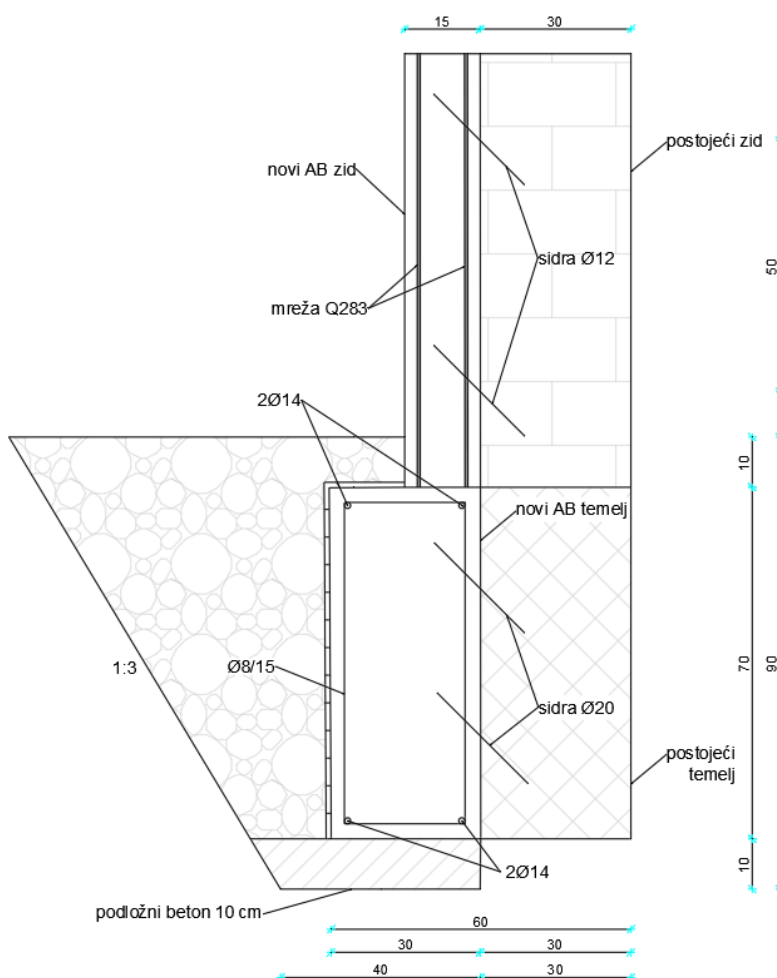 15
30
postojeći zid
novi AB zid
sidra Ø12
50
mreža Q283
2Ø14
10
novi AB temelj
1:3
Ø8/15
70
90
sidra Ø20
postojeći
temelj
10
2Ø14
podložni beton 10 cm
60
30
30
40
30